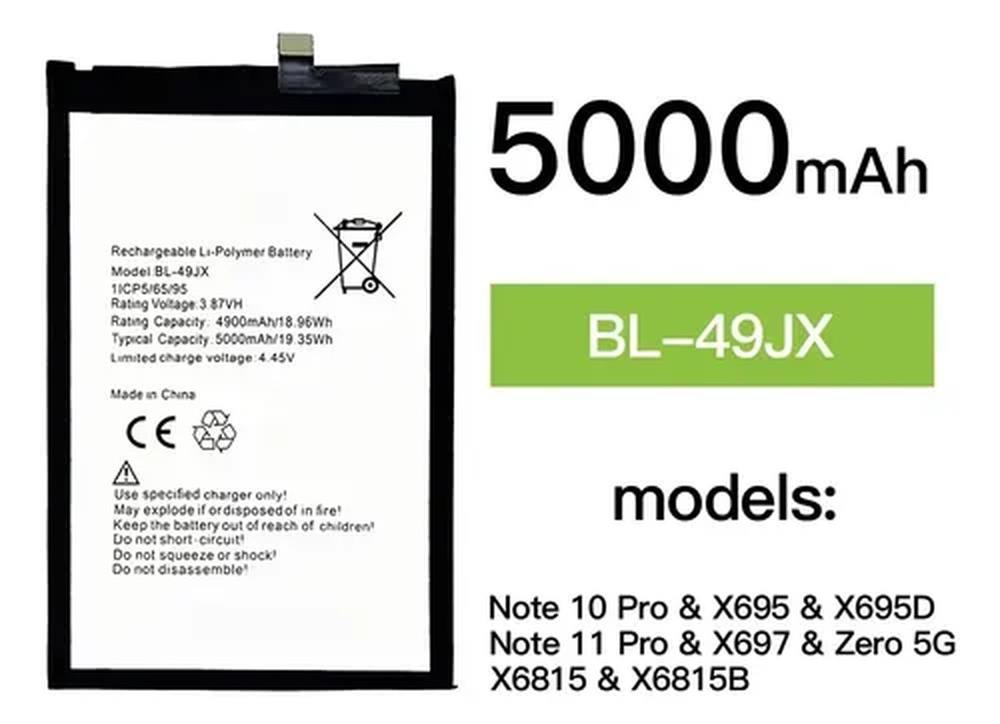 5000mAh
BL-49JX
models:
Note 10 Pro & X695 & X695D
Note 11 Pro & X697 & Zero 5G
X6815 & X6815B
Rechargeable Li-Polymer Battery
Model:BL-49JX
1ICP5/65/95
Rating Voltage:3.87VH
Rating Capacity: 4900mAh/18.96Wh
Typical Capacity:5000mAh/19.35Wh
Limited charge voltage:4.45V
Made in China
CE
Use specified charger only!
May explode if ordisposed of in fire!
Keep the battery out of reach of children!
Do not short-circuit!
Do not squeeze or shock!
Do not disassemble!